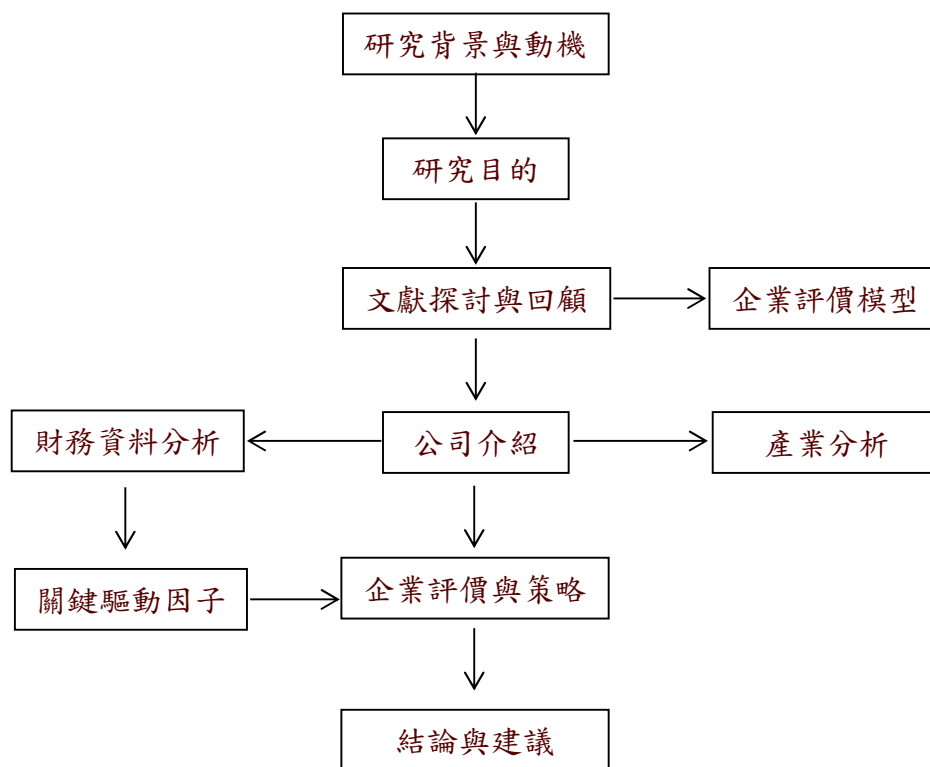 研究背景與動機
研究目的
文獻探討與回顧
企業評價模型
財務資料分析
公司介紹
產業分析
關鍵驅動因子
企業評價與策略
結論與建議